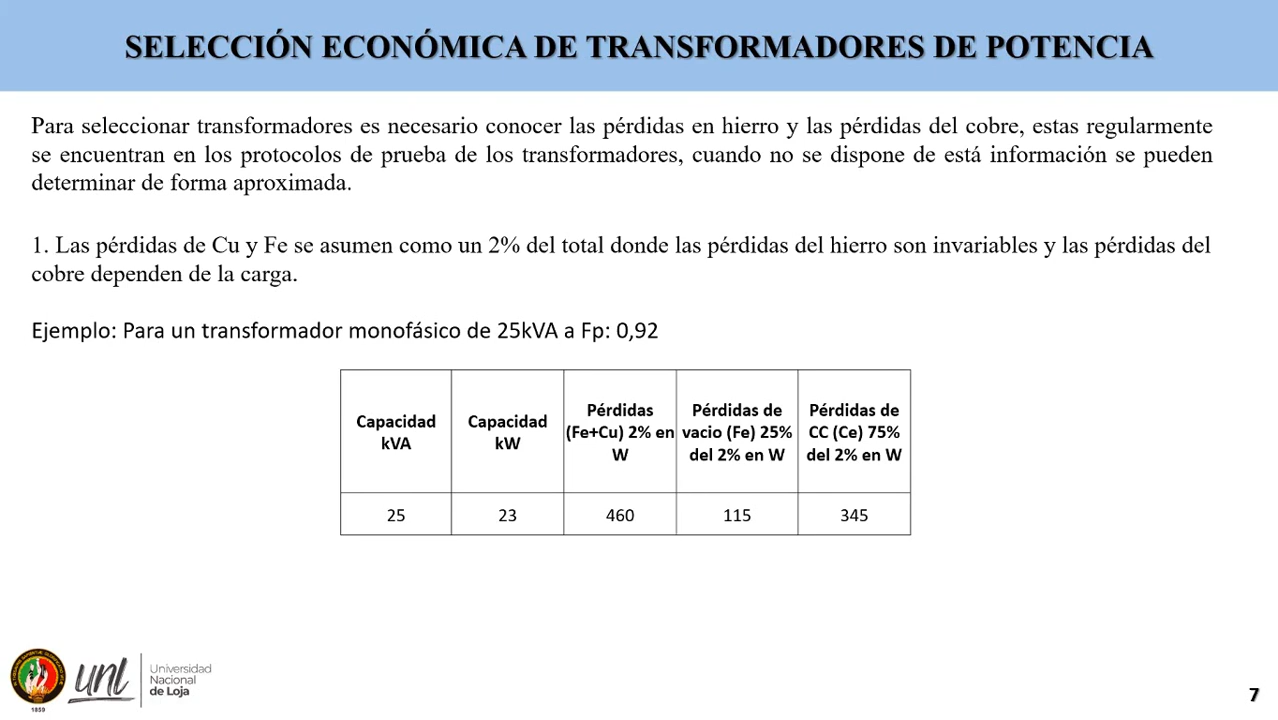 SELECCIÓN ECONÓMICA DE TRANSFORMADORES DE POTENCIA
Para seleccionar transformadores es necesario conocer las pérdidas en hierro y las pérdidas del cobre, estas regularmente
se encuentran en los protocolos de prueba de los transformadores, cuando no se dispone de está información se pueden
determinar de forma aproximada.
1. Las pérdidas de Cu y Fe se asumen como un 2% del total donde las pérdidas del hierro son invariables y las pérdidas del
cobre dependen de la carga.
Ejemplo: Para un transformador monofásico de 25kVA a Fp: 0,92
Capacidad
kVA
Capacidad
kW
Pérdidas
(Fe+Cu) 2% en
W
Pérdidas de
vacio (Fe) 25%
del 2% en W
Pérdidas de
CC (Ce) 75%
del 2% en W
25
23
460
115
345
1859
unl
Universidad
Nacional
de Loja
7